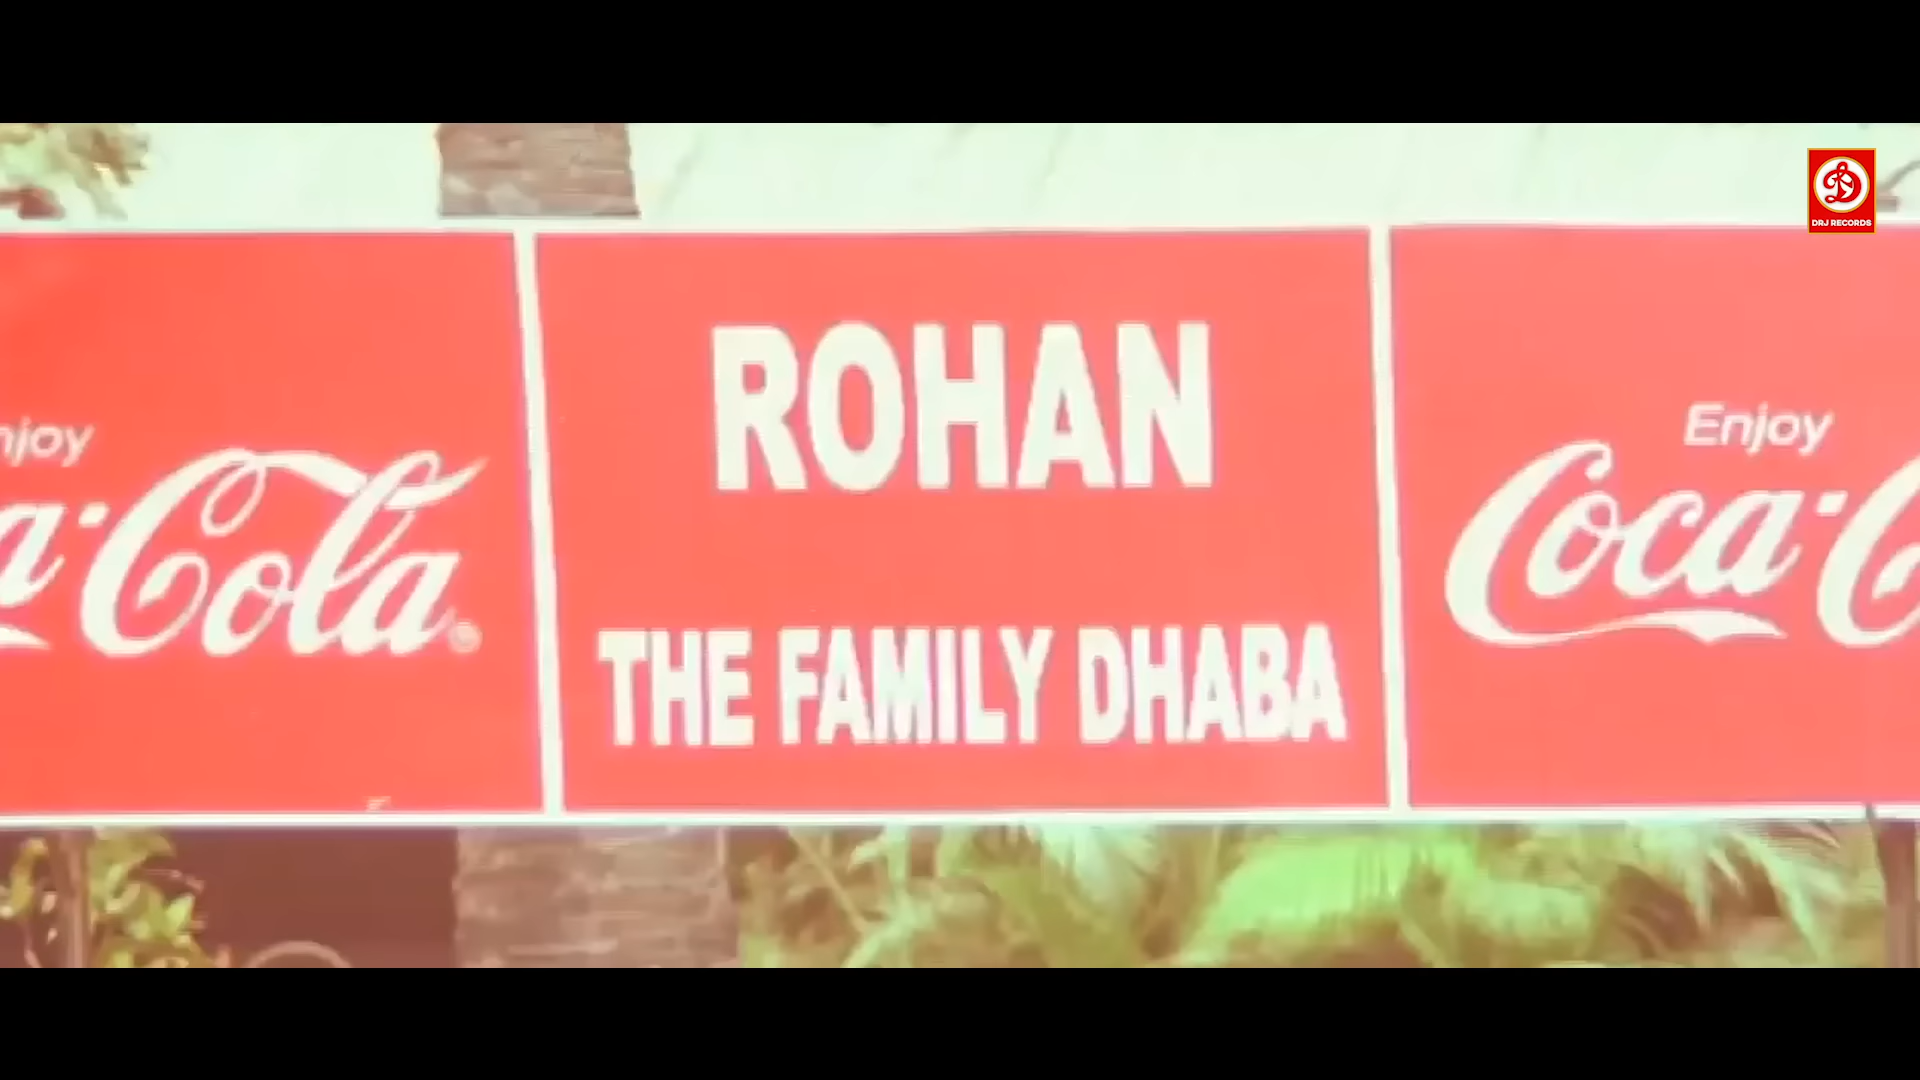 DRJ RECORDS
njoy
a-Cola®
ROHAN
THE FAMILY DHABA
Enjoy
Coca-C